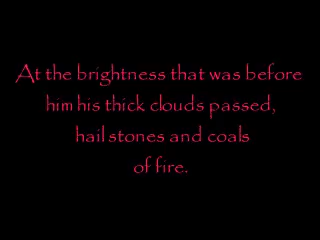 At the brightness that was before
him his thick clouds passed,
hail stones and coals
of fire.